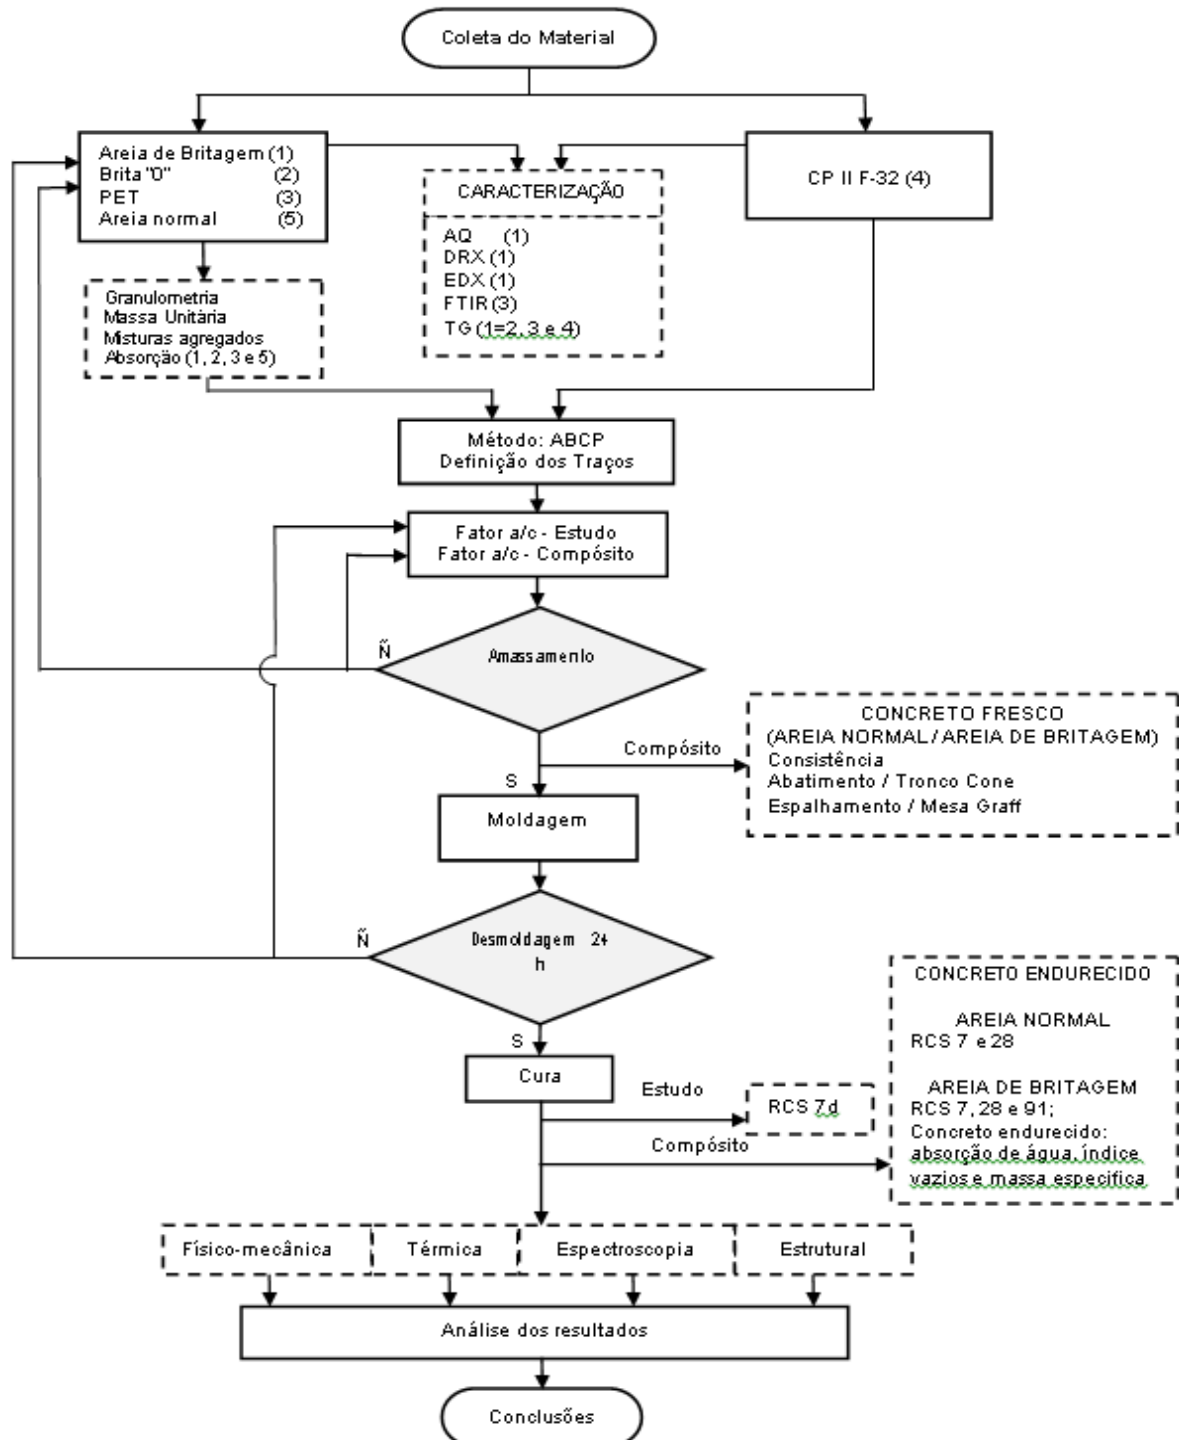 Coleta do Material
Areia de Britagem (1)
Brita "0" (2)
PET (3)
Areia normal (5)
CARACTERIZAÇÃO
AQ (1)
DRX (1)
EDX (1)
FTIR (3)
TG (1=2, 3 e 4)
CP II F-32 (4)
Granulometria
Massa Unitária
Misturas agregados
Absorção (1, 2, 3 e 5)
Método: ABCP
Definição dos Traços
Fator a/c - Estudo
Fator a/c - Compósito
Ñ
Amassamento
Compósito
S
CONCRETO FRESCO
(AREIA NORMAL / AREIA DE BRITAGEM)
Consistência
Abatimento / Tronco Cone
Espalhamento / Mesa Graff
Moldagem
Ñ
Desmoldagem 24
h
S
Cura
Estudo
RCS 7d
Compósito
CONCRETO ENDURECIDO
AREIA NORMAL
RCS 7 e 28
AREIA DE BRITAGEM
RCS 7, 28 e 91;
Concreto endurecido:
absorção de água, índice
vazios e massa especifica
Físico-mecânica
Térmica
Espectroscopia
Estrutural
Análise dos resultados
Conclusões